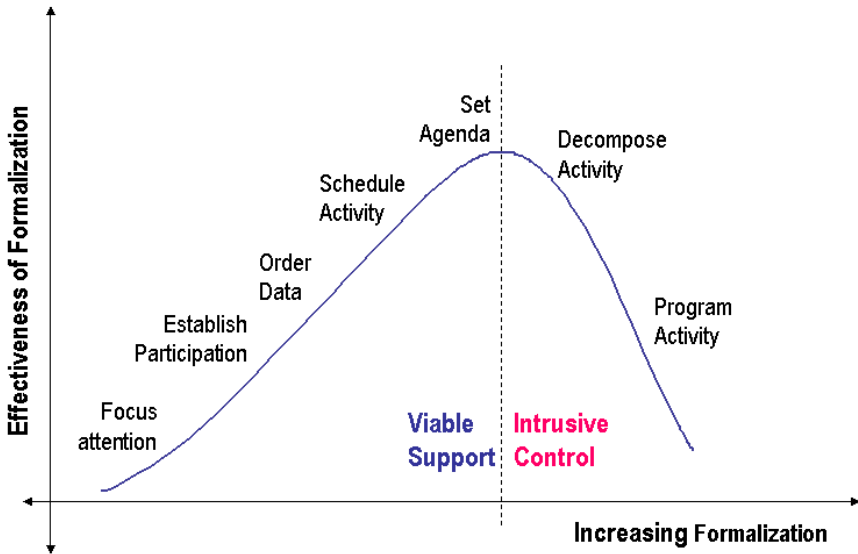 Effectiveness of Formalization
Set
Agenda
Decompose
Activity
Schedule
Activity
Order
Data
Establish
Participation
Program
Activity
Focus
attention
Viable
Support
Intrusive
Control
Increasing Formalization